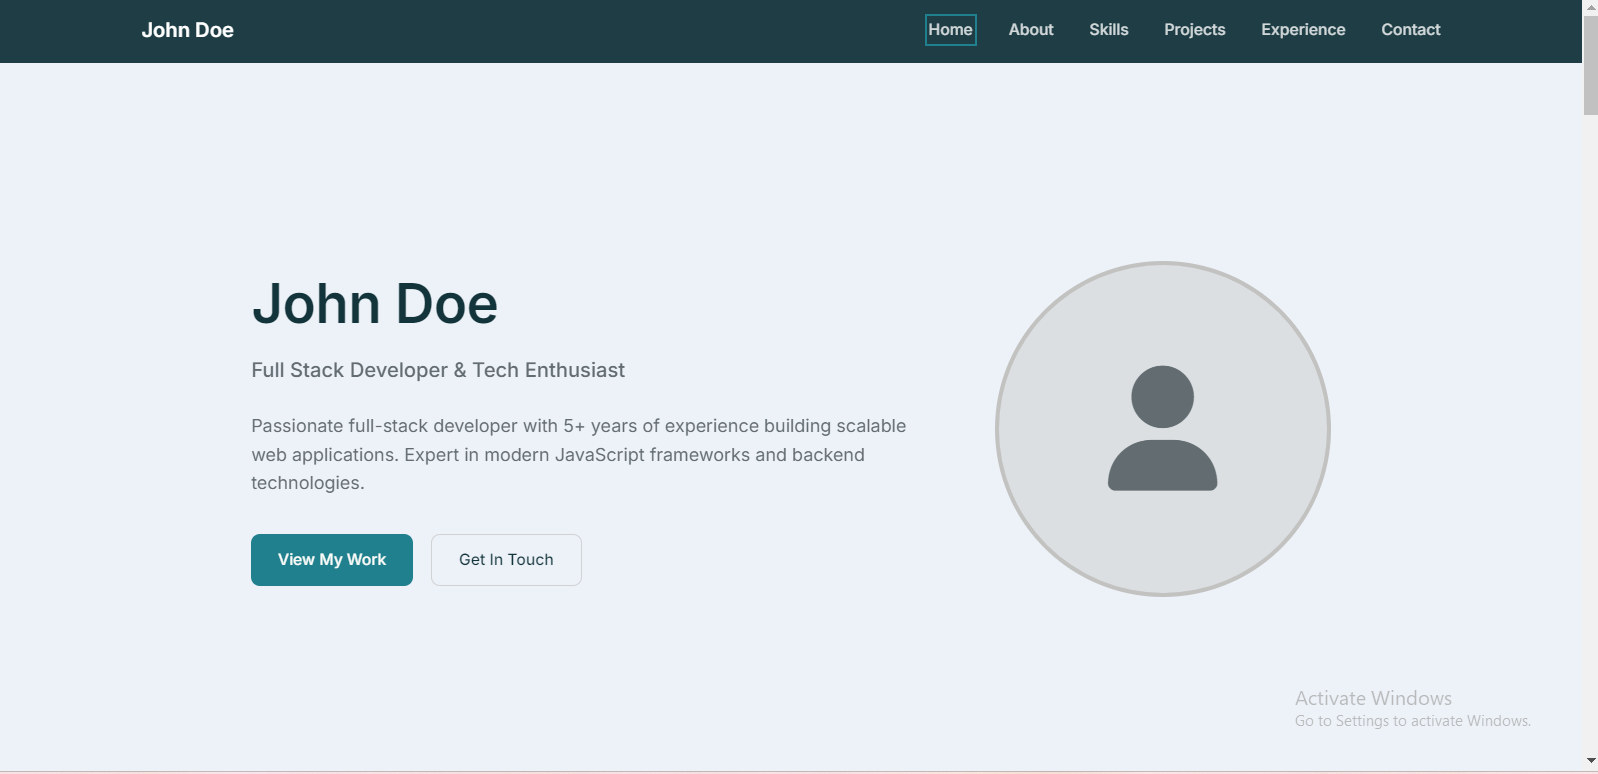 John Doe
Home About Skills Projects Experience Contact
John Doe
Full Stack Developer & Tech Enthusiast
Passionate full-stack developer with 5+ years of experience building scalable
web applications. Expert in modern JavaScript frameworks and backend
technologies.
View My Work Get In Touch
Activate Windows
Go to Settings to activate Windows.